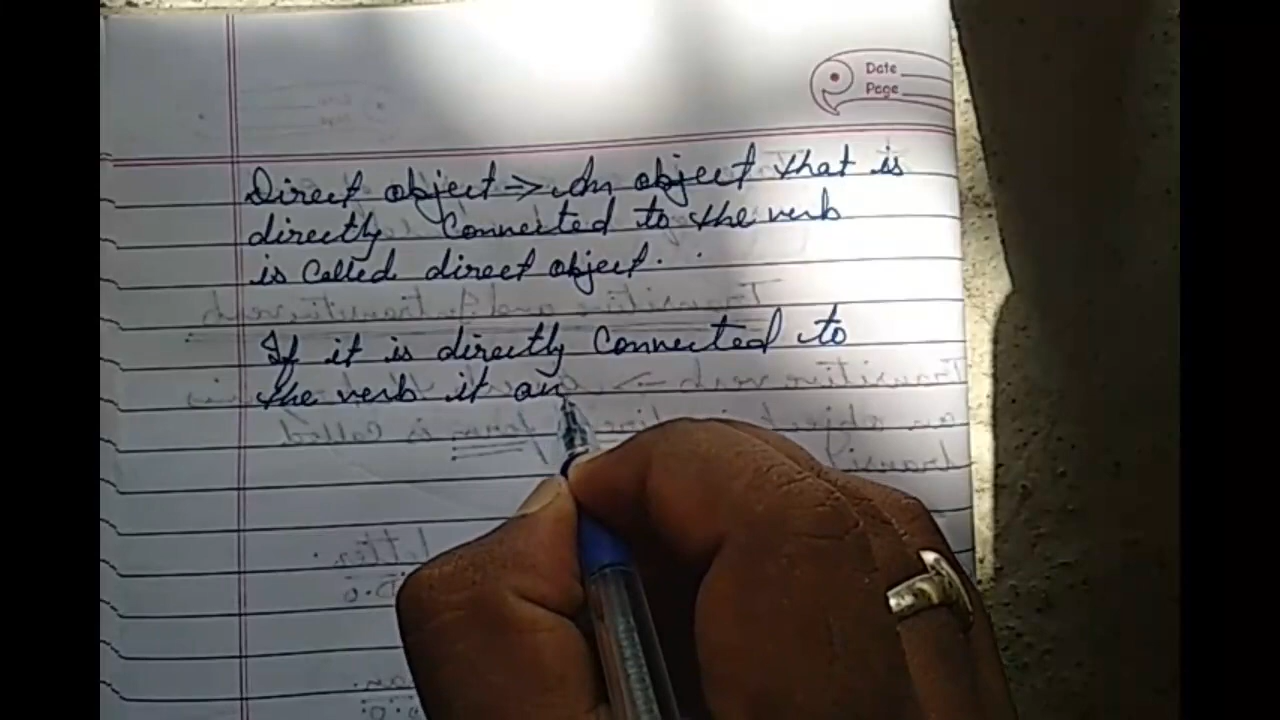 Date
Page
Direct object → An object that is
directly Connected to the verb
is Called direct object.
If it is directly Connected to
the verb it an